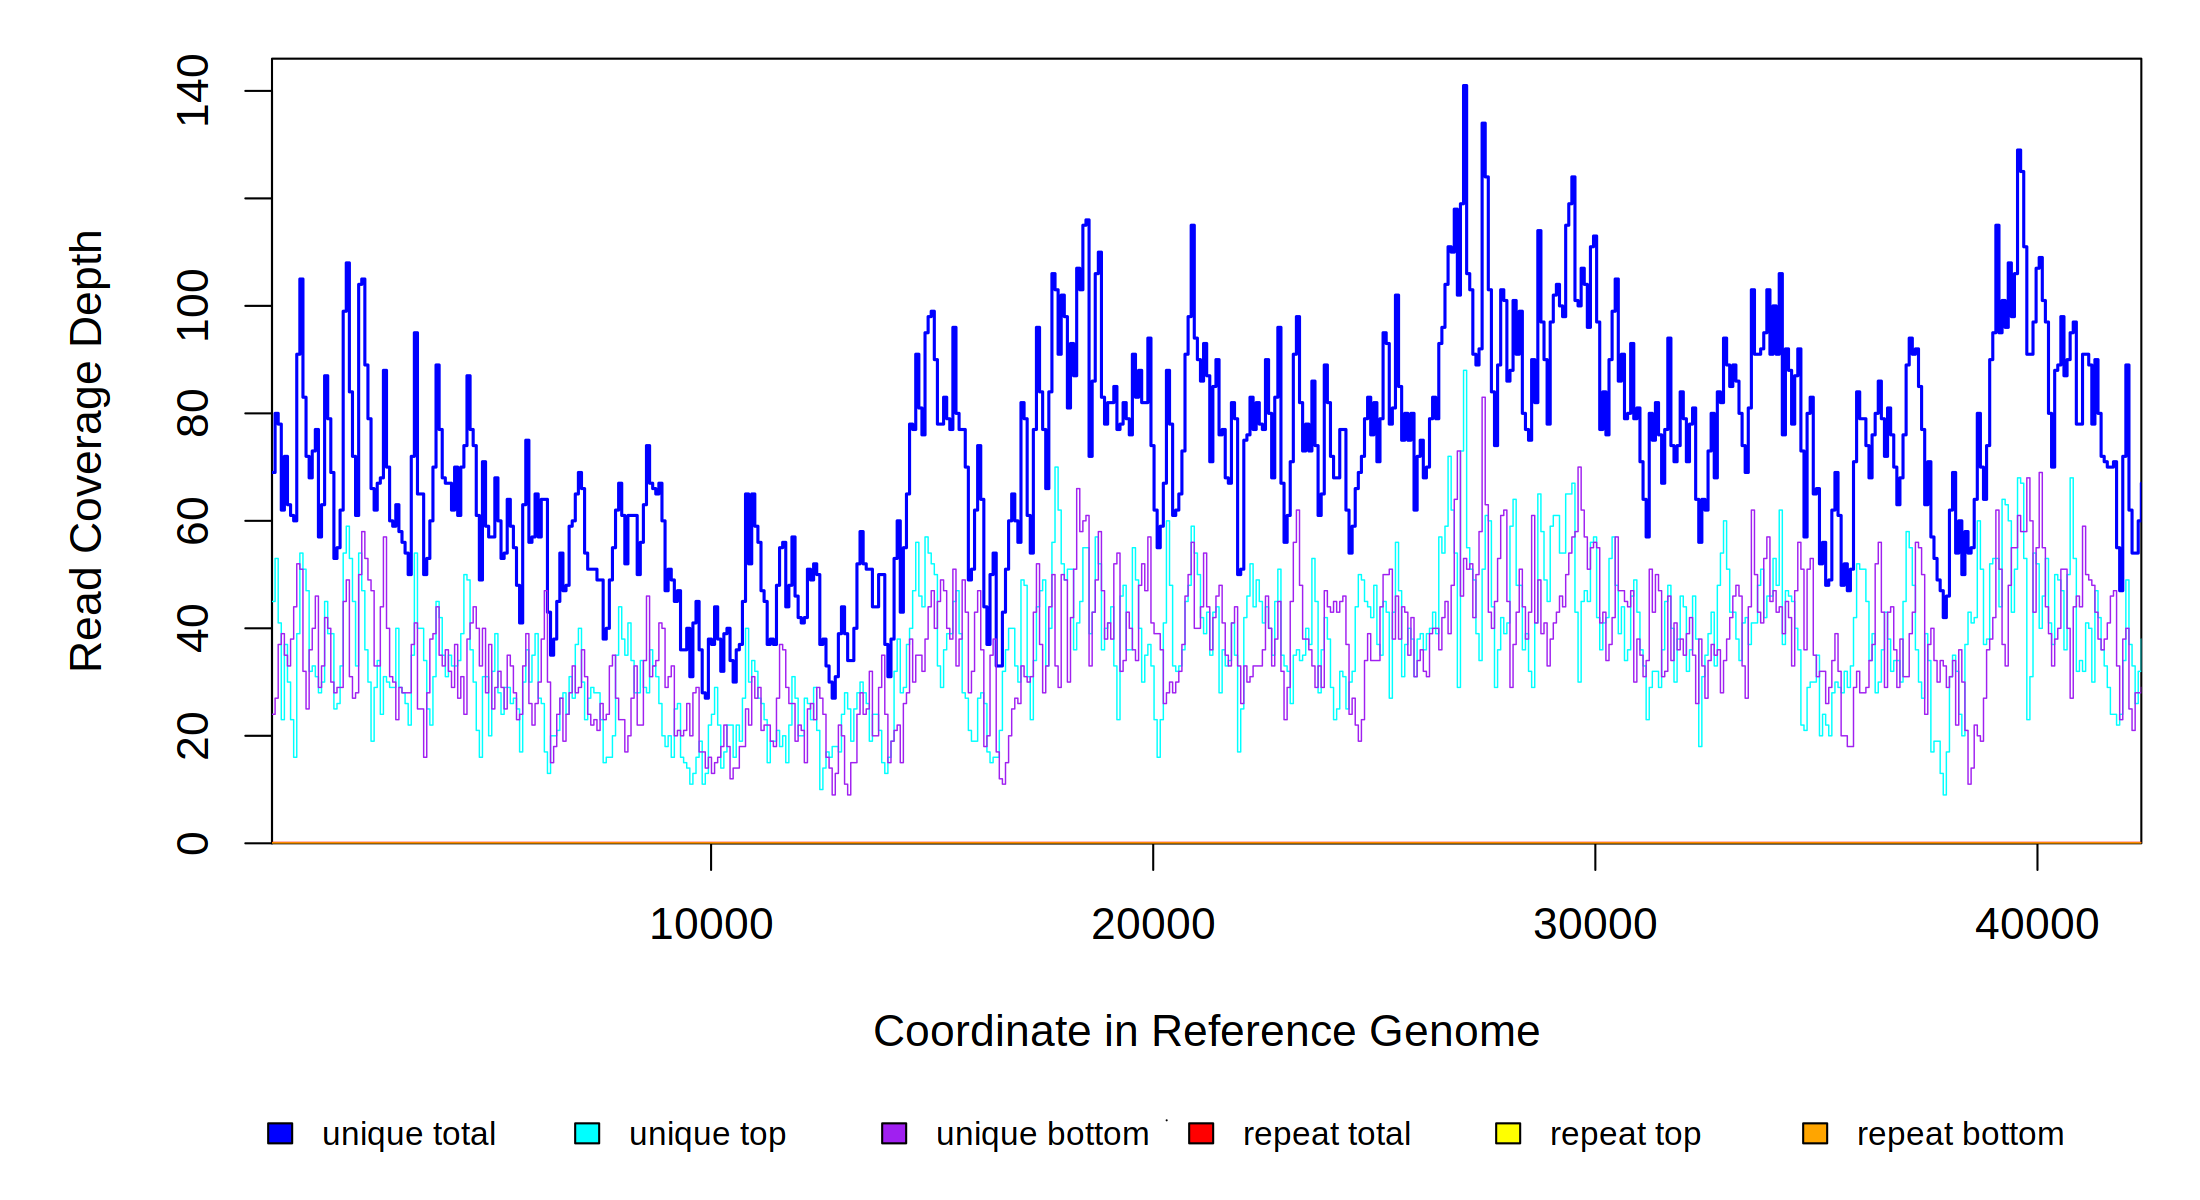 140
100
80
60
40
20
0
Read Coverage Depth
10000 20000 30000 40000
Coordinate in Reference Genome
unique total unique top unique bottom repeat total repeat top repeat bottom